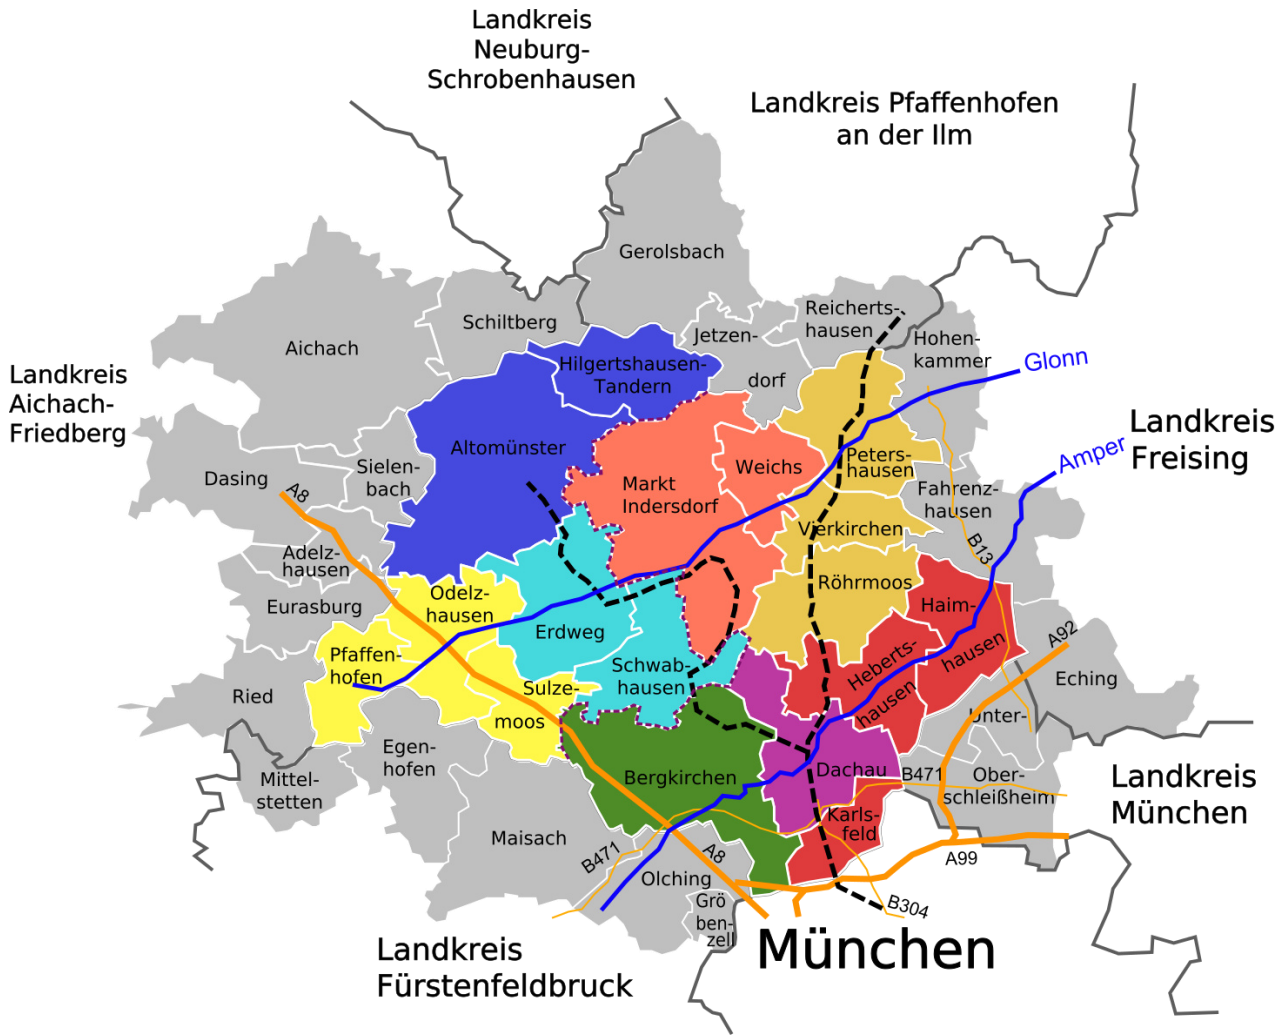 Landkreis
Neuburg-
Schrobenhausen
Landkreis Pfaffenhofen
an der Ilm
Gerolsbach
Schiltberg
Aichach
Jetzen-
dorf
Reicherts-
hausen
Hohen-
kammer
Glonn
Hilgertshausen-
Tandern
Landkreis
Aichach-
Friedberg
Altomünster
Landkreis
Freising
Amper
Sielen-
bach
Dasing
A8
Markt
Indersdorf
Weichs
Peters-
hausen
Fahrenz-
hausen
Vierkirchen
B13
Adelz-
hausen
Eurasburg
Odelz-
hausen
Röhrmoos
Haim-
hausen
Erdweg
A92
Pfaffen-
hofen
Schwab-
hausen
Heberts-
hausen
Eching
Ried
Sulze-
moos
Unter-
Egen-
hofen
Mittel-
stetten
Bergkirchen
Dachau
B471
Ober-
schleißheim
Landkreis
München
Maisach
Karls-
feld
B471
A8
A99
Olching
Grö
ben-
zell
B304
München
Landkreis
Fürstenfeldbruck